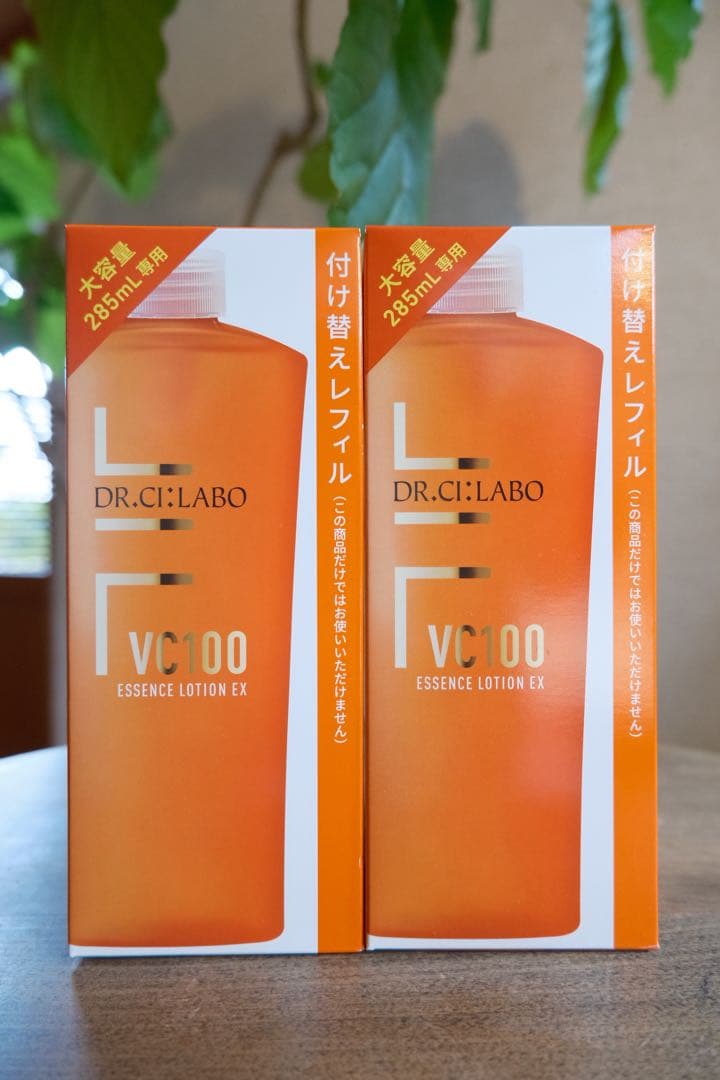 大容量
285mL 専用
付け替えレフィル(この商品だけではお使いいただけません)
DR.CI:LABO
VC100
ESSENCE LOTION EX
大容量
285mL 専用
付け替えレフィル(この商品だけではお使いいただけません)
DR.CI:LABO
VC100
ESSENCE LOTION EX